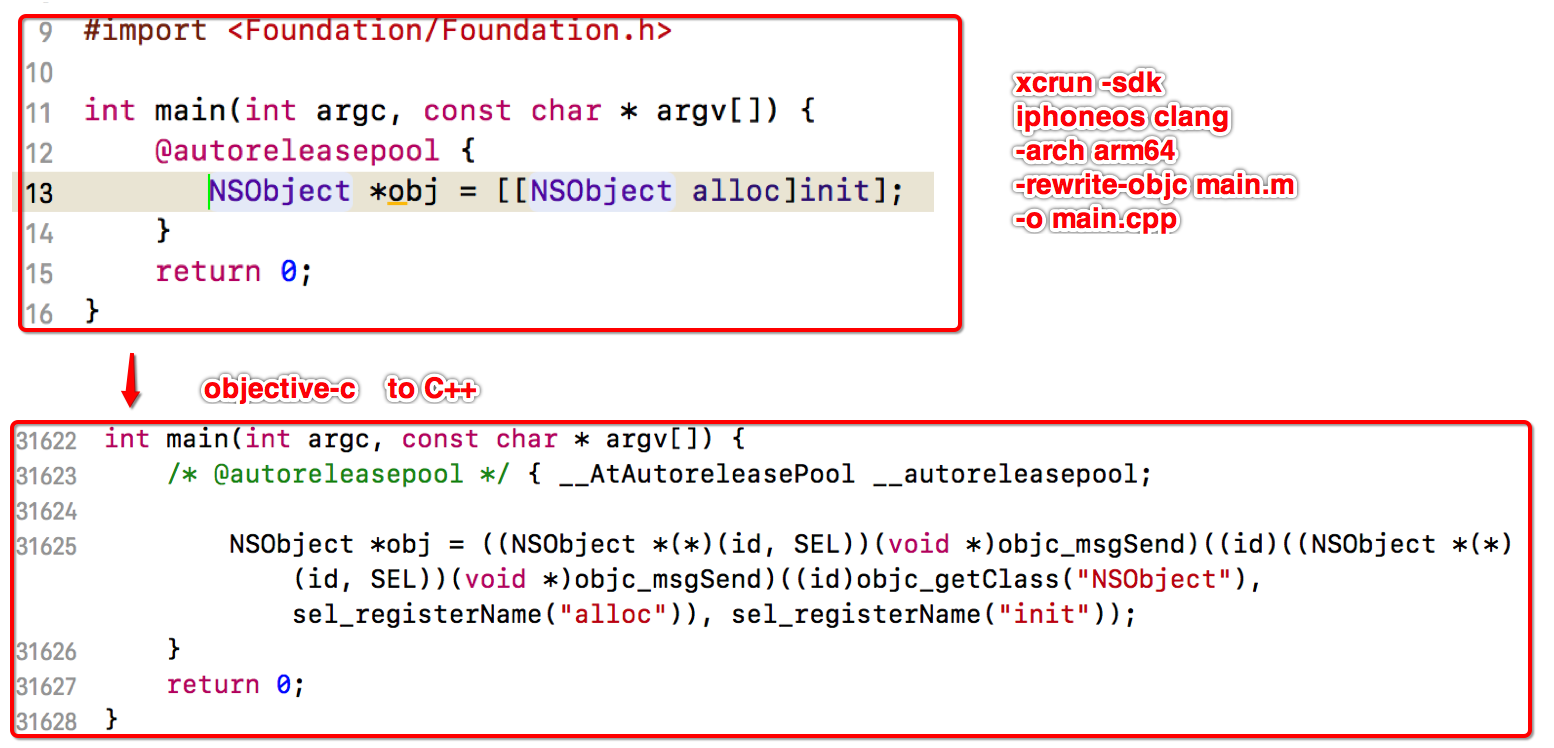 9 #import <Foundation/Foundation.h>
10
11 int main(int argc, const char * argv[]) {
12 @autoreleasepool {
13 NSObject *obj = [[NSObject alloc]init];
14 }
15 return 0;
16 }
xcrun -sdk
iphoneos clang
-arch arm64
-rewrite-objc main.m
-o main.cpp
objective-c to C++
31622 int main(int argc, const char * argv[]) {
31623 /* @autoreleasepool */ { __AtAutoreleasePool __autoreleasepool;
31624
31625 NSObject *obj = ((NSObject *(*)(id, SEL))(void *)objc_msgSend)((id)((NSObject *(*)
(id, SEL))(void *)objc_msgSend)((id)objc_getClass("NSObject"),
sel_registerName("alloc")), sel_registerName("init"));
31626 }
31627 return 0;
31628 }